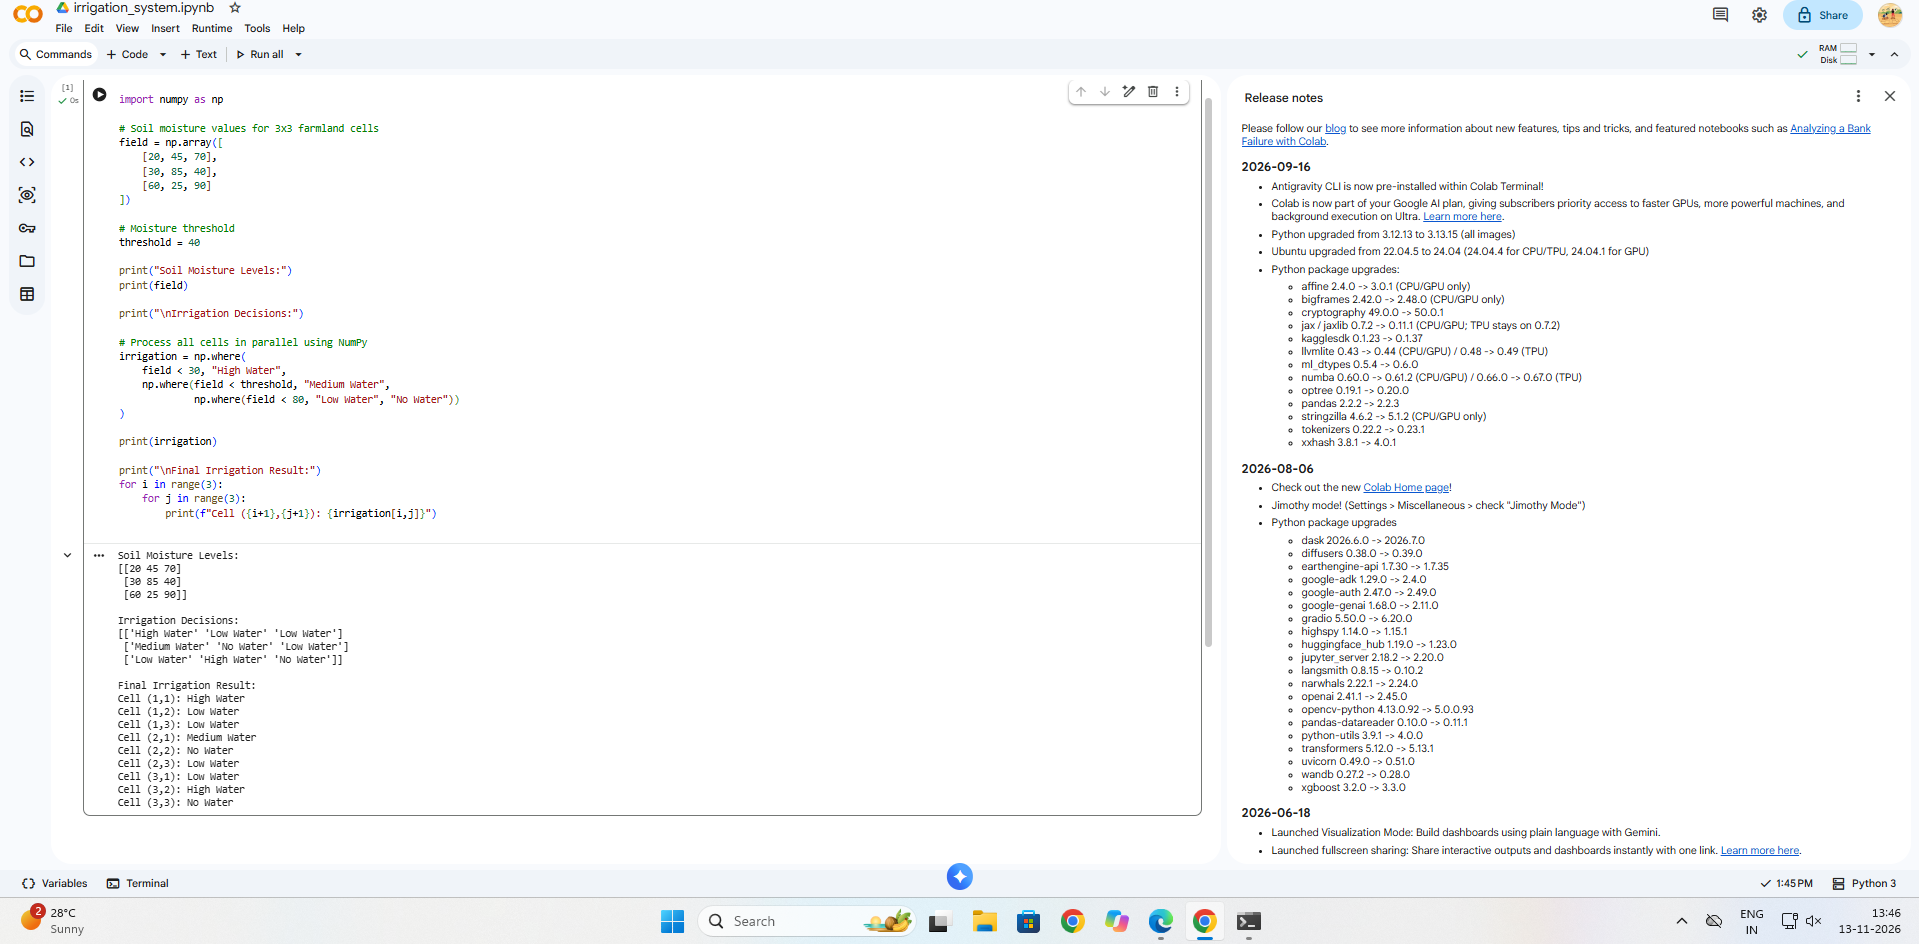 irrigation_system.ipynb
File Edit View Insert Runtime Tools Help
Share
Commands + Code + Text Run all
RAM
Disk
[1]
0s
import numpy as np
# Soil moisture values for 3x3 farmland cells
field = np.array([
[20, 45, 70],
[30, 85, 40],
[60, 25, 90]
])
# Moisture threshold
threshold = 40
print("Soil Moisture Levels:")
print(field)
print("\nIrrigation Decisions:")
# Process all cells in parallel using NumPy
irrigation = np.where(
field < 30, "High Water",
np.where(field < threshold, "Medium Water",
np.where(field < 80, "Low Water", "No Water"))
)
print(irrigation)
print("\nFinal Irrigation Result:")
for i in range(3):
for j in range(3):
print(f"Cell ({i+1},{j+1}): {irrigation[i,j]}")
Soil Moisture Levels:
[[20 45 70]
[30 85 40]
[60 25 90]]
Irrigation Decisions:
[['High Water' 'Low Water' 'Low Water']
['Medium Water' 'No Water' 'Low Water']
['Low Water' 'High Water' 'No Water']]
Final Irrigation Result:
Cell (1,1): High Water
Cell (1,2): Low Water
Cell (1,3): Low Water
Cell (2,1): Medium Water
Cell (2,2): No Water
Cell (2,3): Low Water
Cell (3,1): Low Water
Cell (3,2): High Water
Cell (3,3): No Water
Release notes
Please follow our blog to see more information about new features, tips and tricks, and featured notebooks such as Analyzing a Bank
Failure with Colab.
2026-09-16
Antigravity CLI is now pre-installed within Colab Terminal!
Colab is now part of your Google AI plan, giving subscribers priority access to faster GPUs, more powerful machines, and
background execution on Ultra. Learn more here.
Python upgraded from 3.12.13 to 3.13.15 (all images)
Ubuntu upgraded from 22.04.5 to 24.04 (24.04.4 for CPU/TPU, 24.04.1 for GPU)
Python package upgrades:
affine 2.4.0 -> 3.0.1 (CPU/GPU only)
bigframes 2.42.0 -> 2.48.0 (CPU/GPU only)
cryptography 49.0.0 -> 50.0.1
jax / jaxlib 0.7.2 -> 0.11.1 (CPU/GPU; TPU stays on 0.7.2)
kagglesdk 0.1.23 -> 0.1.37
llvmlite 0.43 -> 0.44 (CPU/GPU) / 0.48 -> 0.49 (TPU)
ml_dtypes 0.5.4 -> 0.6.0
numba 0.60.0 -> 0.61.2 (CPU/GPU) / 0.66.0 -> 0.67.0 (TPU)
optree 0.19.1 -> 0.20.0
pandas 2.2.2 -> 2.2.3
stringzilla 4.6.2 -> 5.1.2 (CPU/GPU only)
tokenizers 0.22.2 -> 0.23.1
xxhash 3.8.1 -> 4.0.1
2026-08-06
Check out the new Colab Home page!
Jimothy mode! (Settings > Miscellaneous > check "Jimothy Mode")
Python package upgrades
dask 2026.6.0 -> 2026.7.0
diffusers 0.38.0 -> 0.39.0
earthengine-api 1.7.30 -> 1.7.35
google-adk 1.29.0 -> 2.4.0
google-auth 2.47.0 -> 2.49.0
google-genai 1.68.0 -> 2.11.0
gradio 5.50.0 -> 6.20.0
highspy 1.14.0 -> 1.15.1
huggingface_hub 1.19.0 -> 1.23.0
jupyter_server 2.18.2 -> 2.20.0
langsmith 0.8.15 -> 0.10.2
narwhals 2.22.1 -> 2.24.0
openai 2.41.1 -> 2.45.0
opencv-python 4.13.0.92 -> 5.0.0.93
pandas-datareader 0.10.0 -> 0.11.1
python-utils 3.9.1 -> 4.0.0
transformers 5.12.0 -> 5.13.1
uvicorn 0.49.0 -> 0.51.0
wandb 0.27.2 -> 0.28.0
xgboost 3.2.0 -> 3.3.0
2026-06-18
Launched Visualization Mode: Build dashboards using plain language with Gemini.
Launched fullscreen sharing: Share interactive outputs and dashboards instantly with one link. Learn more here.
Variables Terminal
1:45 PM Python 3
2
28°C
Sunny
Search
ENG
IN
13:46
13-11-2026